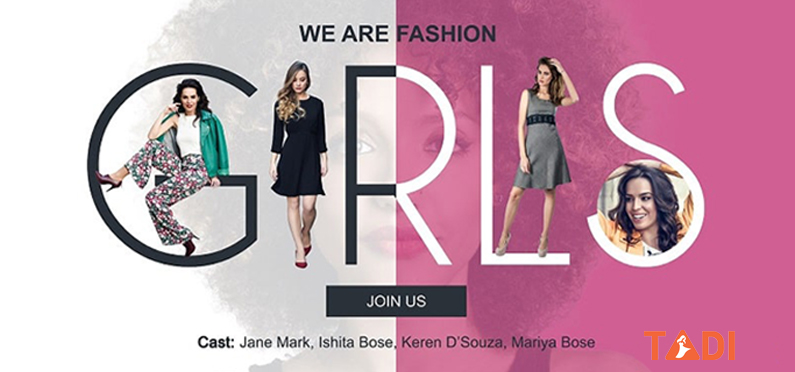 WE ARE FASHION
GIRLS
JOIN US
Cast: Jane Mark, Ishita Bose, Keren D'Souza, Mariya Bose
TADI